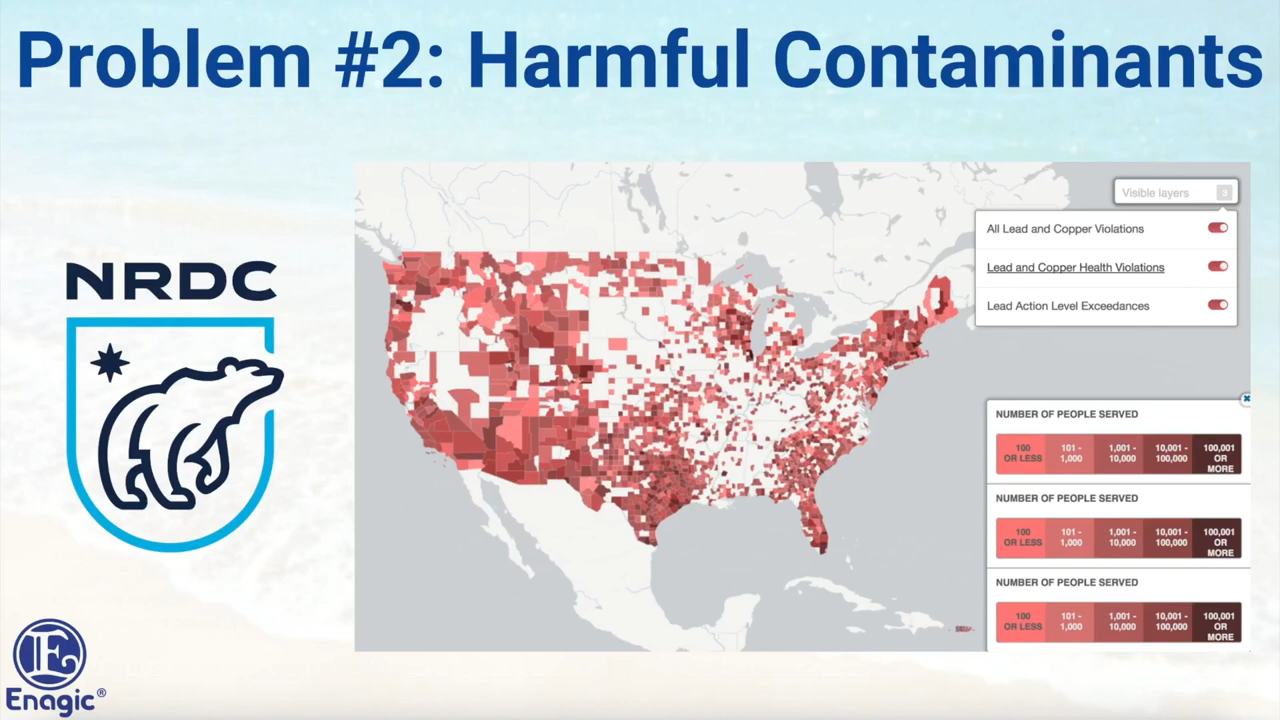 Problem #2: Harmful Contaminants
NRDC
Visible layers 3
All Lead and Copper Violations
Lead and Copper Health Violations
Lead Action Level Exceedances
NUMBER OF PEOPLE SERVED
100 OR LESS
101 - 1,000
1,001 - 10,000
10,001 - 100,000
100,001 OR MORE
NUMBER OF PEOPLE SERVED
100 OR LESS
101 - 1,000
1,001 - 10,000
10,001 - 100,000
100,001 OR MORE
NUMBER OF PEOPLE SERVED
100 OR LESS
101 - 1,000
1,001 - 10,000
10,001 - 100,000
100,001 OR MORE
E
Enagic®